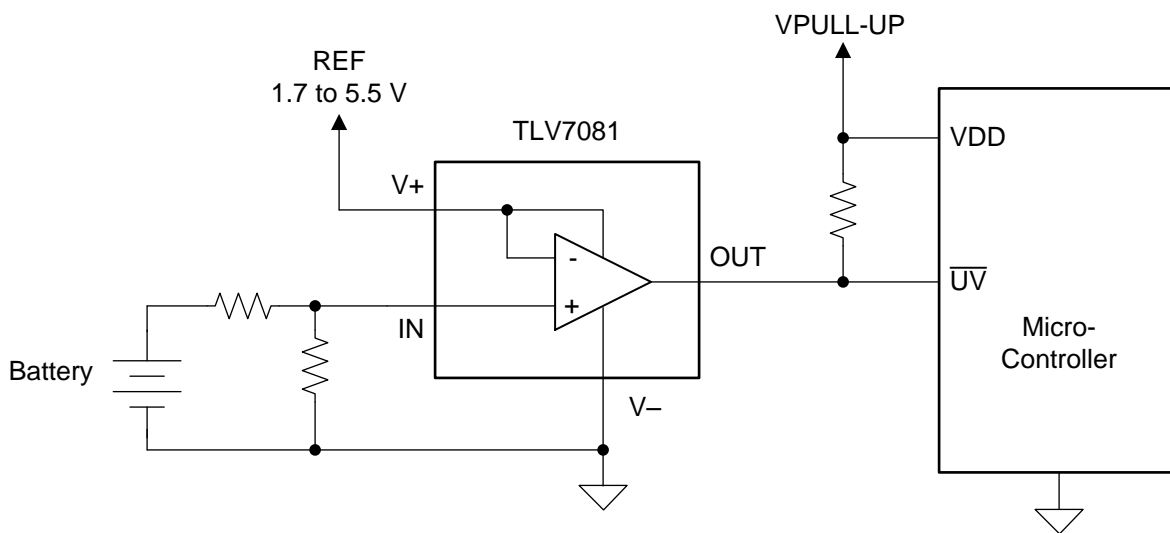 VPULL-UP
REF
1.7 to 5.5 V
TLV7081
VDD
V+
-
OUT
UV
+
IN
Micro-
Controller
Battery
V–